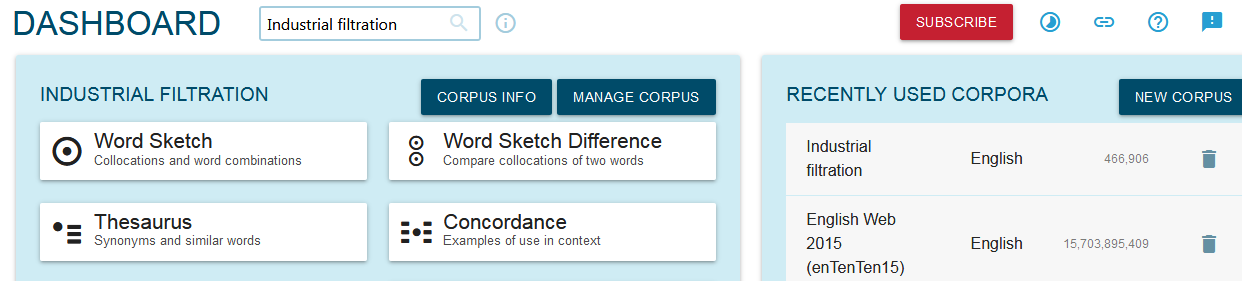 DASHBOARD
Industrial filtration
SUBSCRIBE
INDUSTRIAL FILTRATION
CORPUS INFO
MANAGE CORPUS
Word Sketch
Collocations and word combinations
Word Sketch Difference
Compare collocations of two words
Thesaurus
Synonyms and similar words
Concordance
Examples of use in context
RECENTLY USED CORPORA
NEW CORPUS
Industrial
filtration
English
466,906
English Web
2015
(enTenTen15)
English
15,703,895,409